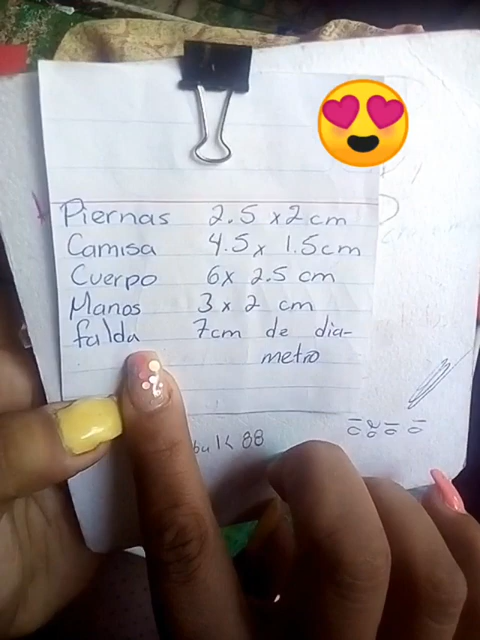 Piernas 2.5 x 2 cm
Camisa 4.5 x 1.5 cm
Cuerpo 6 x 2.5 cm
Manos 3 x 2 cm
falda 7cm de dia-
metro
88